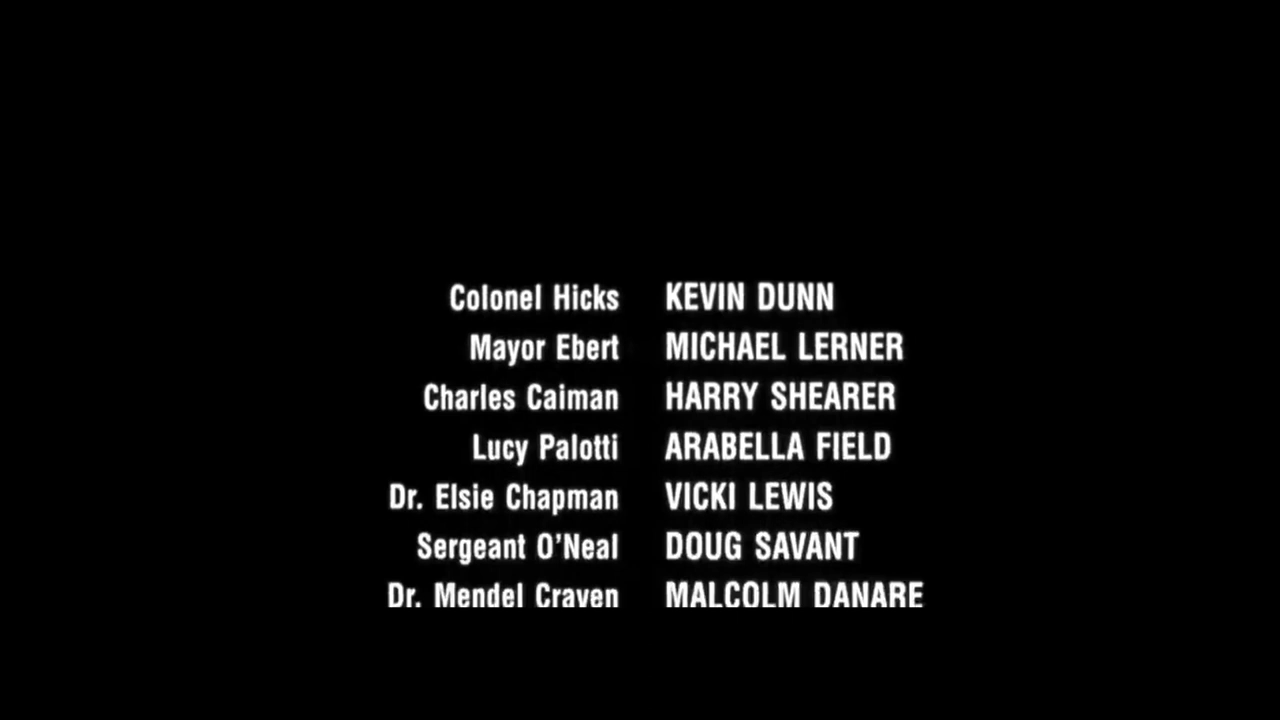 Colonel Hicks KEVIN DUNN
Mayor Ebert MICHAEL LERNER
Charles Caiman HARRY SHEARER
Lucy Palotti ARABELLA FIELD
Dr. Elsie Chapman VICKI LEWIS
Sergeant O'Neal DOUG SAVANT
Dr. Mendel Craven MALCOLM DANARE